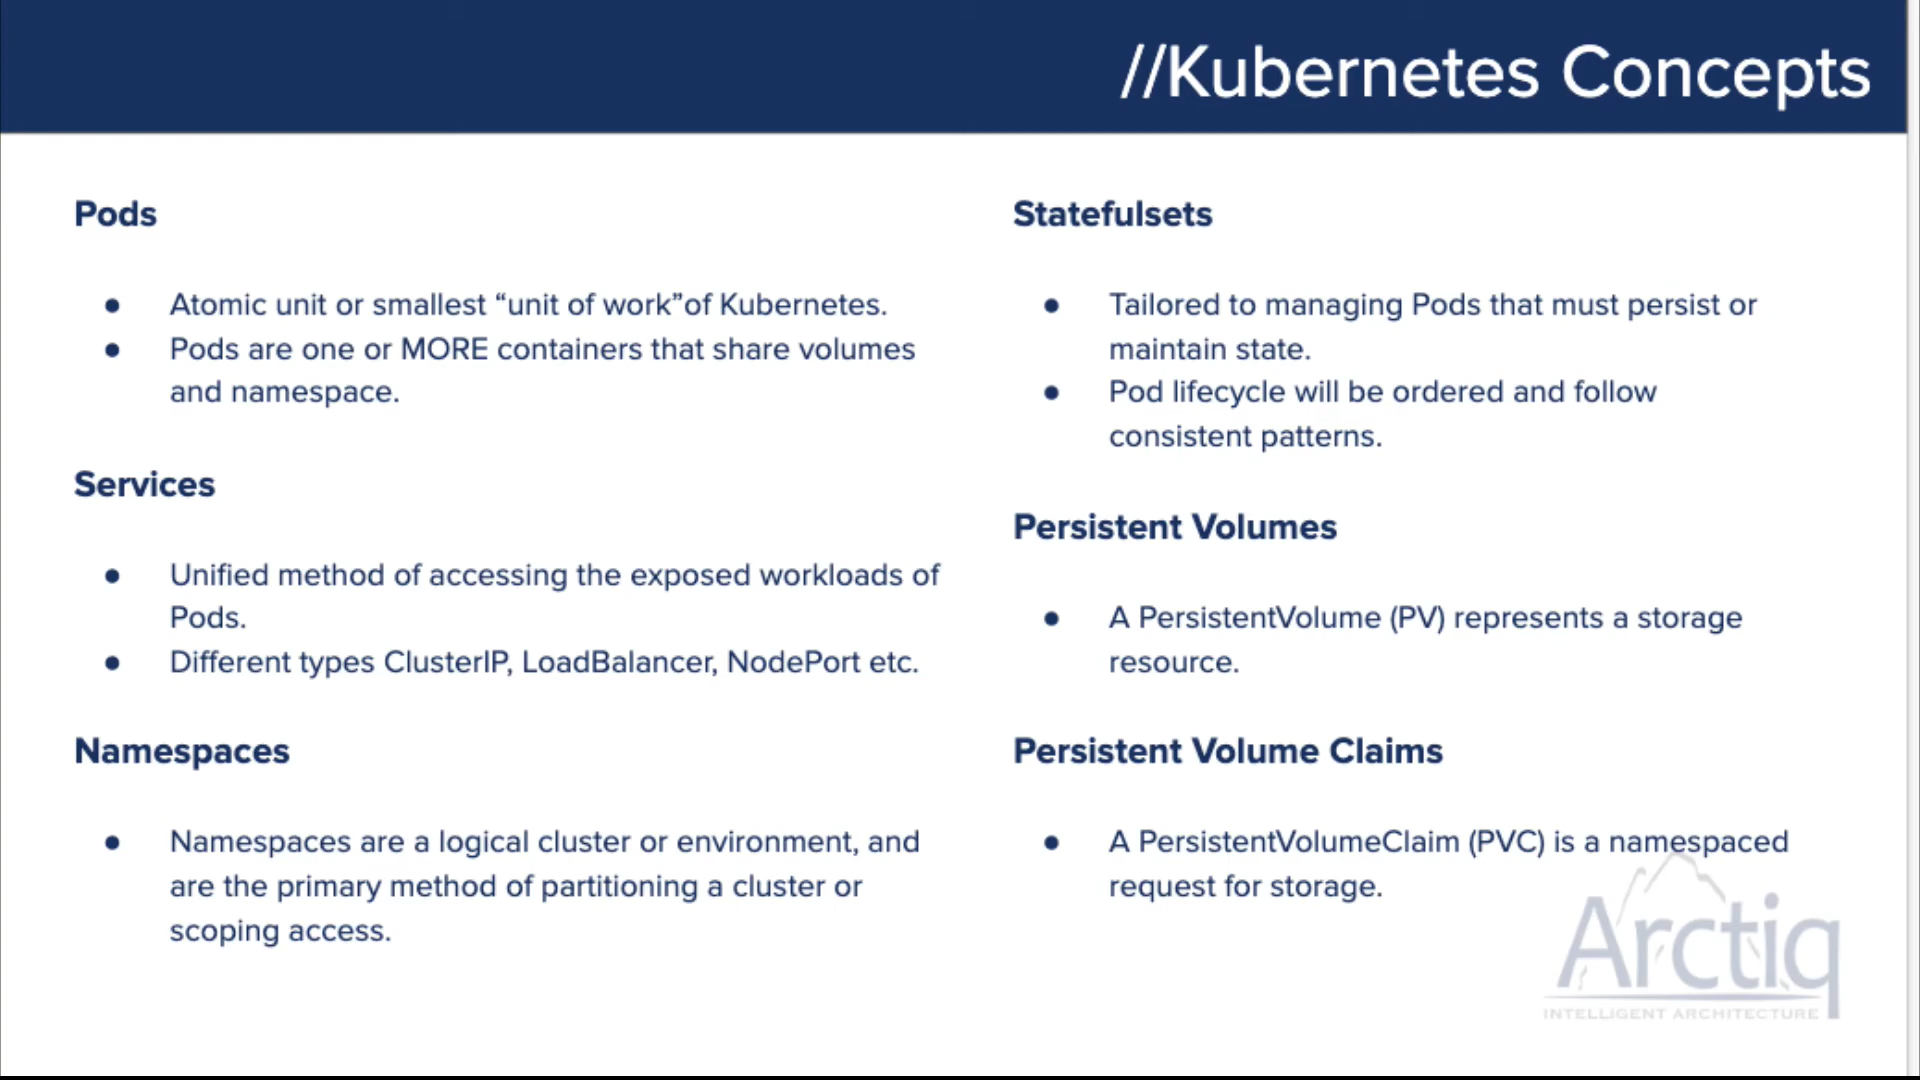 //Kubernetes Concepts
Pods
● Atomic unit or smallest “unit of work”of Kubernetes.
● Pods are one or MORE containers that share volumes
and namespace.
Services
● Unified method of accessing the exposed workloads of
Pods.
● Different types ClusterIP, LoadBalancer, NodePort etc.
Namespaces
● Namespaces are a logical cluster or environment, and
are the primary method of partitioning a cluster or
scoping access.
Statefulsets
● Tailored to managing Pods that must persist or
maintain state.
● Pod lifecycle will be ordered and follow
consistent patterns.
Persistent Volumes
● A PersistentVolume (PV) represents a storage
resource.
Persistent Volume Claims
● A PersistentVolumeClaim (PVC) is a namespaced
request for storage.
Arctiq
INTELLIGENT ARCHITECTURE